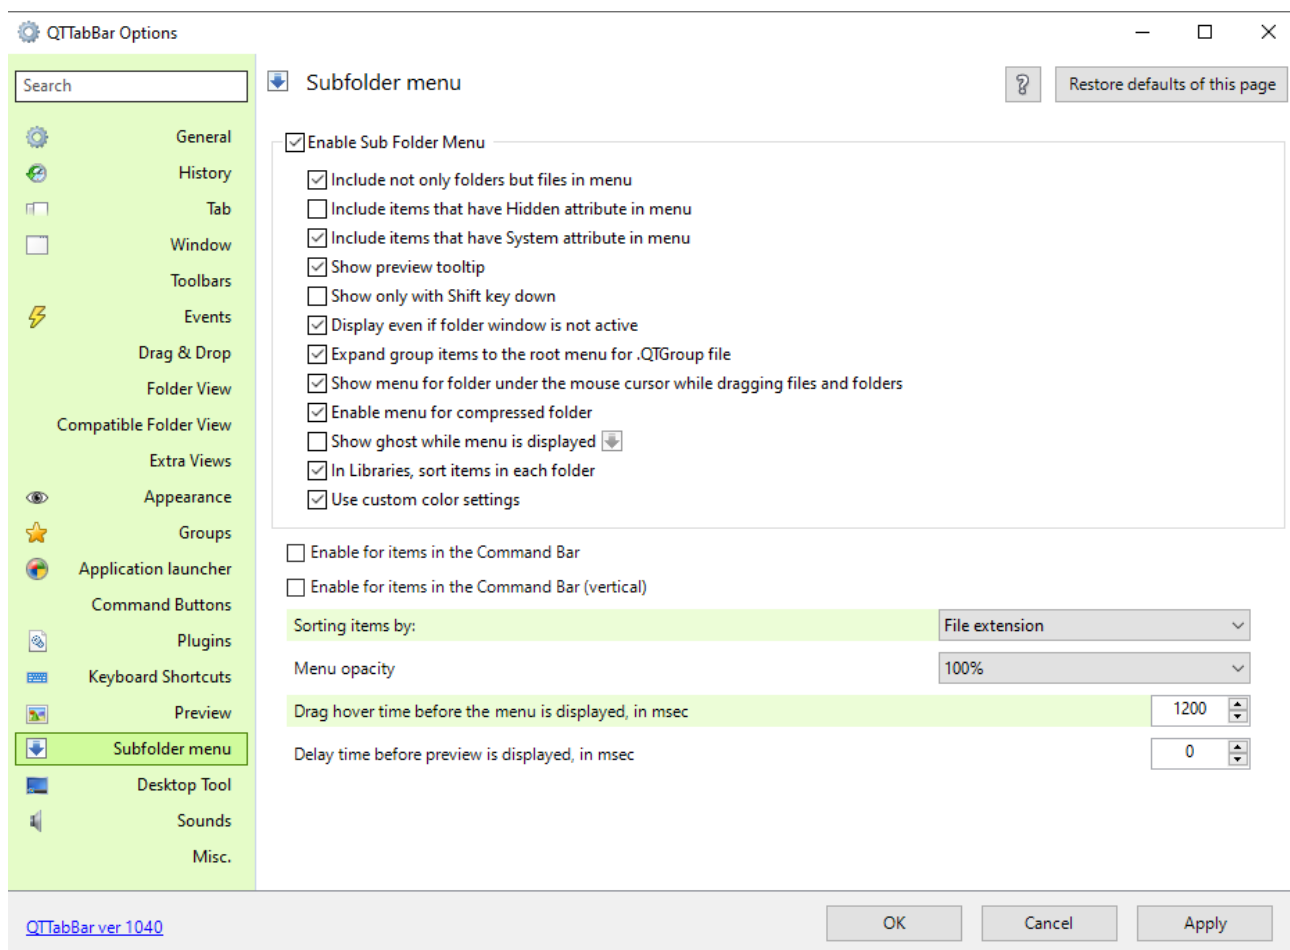 QTTabBar Options
Search
General
History
Tab
Window
Toolbars
Events
Drag & Drop
Folder View
Compatible Folder View
Extra Views
Appearance
Groups
Application launcher
Command Buttons
Plugins
Keyboard Shortcuts
Preview
Subfolder menu
Desktop Tool
Sounds
Misc.
Subfolder menu
?
Restore defaults of this page
Enable Sub Folder Menu
Include not only folders but files in menu
Include items that have Hidden attribute in menu
Include items that have System attribute in menu
Show preview tooltip
Show only with Shift key down
Display even if folder window is not active
Expand group items to the root menu for .QTGroup file
Show menu for folder under the mouse cursor while dragging files and folders
Enable menu for compressed folder
Show ghost while menu is displayed
In Libraries, sort items in each folder
Use custom color settings
Enable for items in the Command Bar
Enable for items in the Command Bar (vertical)
Sorting items by: File extension
Menu opacity 100%
Drag hover time before the menu is displayed, in msec 1200
Delay time before preview is displayed, in msec 0
QTTabBar ver 1040
OK Cancel Apply